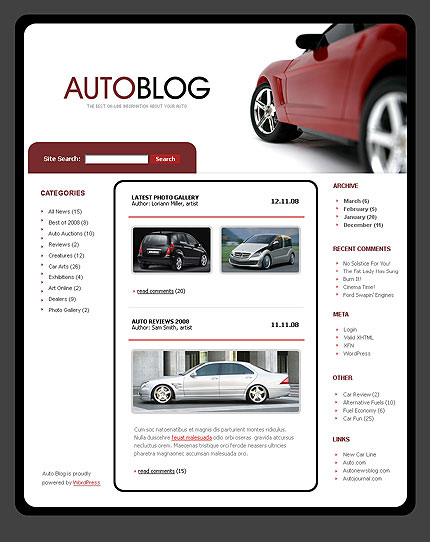 AUTOBLOG
THE BEST ON-LINE INFORMATION ABOUT YOUR AUTO
Site Search:
Search
CATEGORIES
All News (15)
Best of 2008 (8)
Auto Auctions (10)
Reviews (2)
Creatures (12)
Car Arts (26)
Exhibitions (4)
Art Online (2)
Dealers (9)
Photo Gallery (2)
Auto Blog is proudly
powered by WordPress
LATEST PHOTO GALLERY
Author: Loriann Miller, artist
12.11.08
read comments (20)
AUTO REVIEWS 2008
Author: Sam Smith, artist
11.11.08
Cum soc natoenatibus et magnis dis parturient montes ridiculus.
Nulla duisehre feuat malesuada odio orbi oseras gravida atcursus
necluctus orem. Maecenas tristique orci ferode neaseru ultricies
pharetra magnaonec accumsan malesuada orci.
read comments (15)
ARCHIVE
March (6)
February (5)
January (20)
December (11)
RECENT COMMENTS
No Solstice For You!
The Fat Lady Has Sung
Burn It!
Cinema Time!
Ford Swapin' Engines
META
Login
Valid XHTML
XFN
WordPress
OTHER
Car Review (2)
Alternative Fuels (10)
Fuel Economy (6)
Car Fun (25)
LINKS
New Car Line
Auto.com
Autonewsblog.com
Autojournal.com